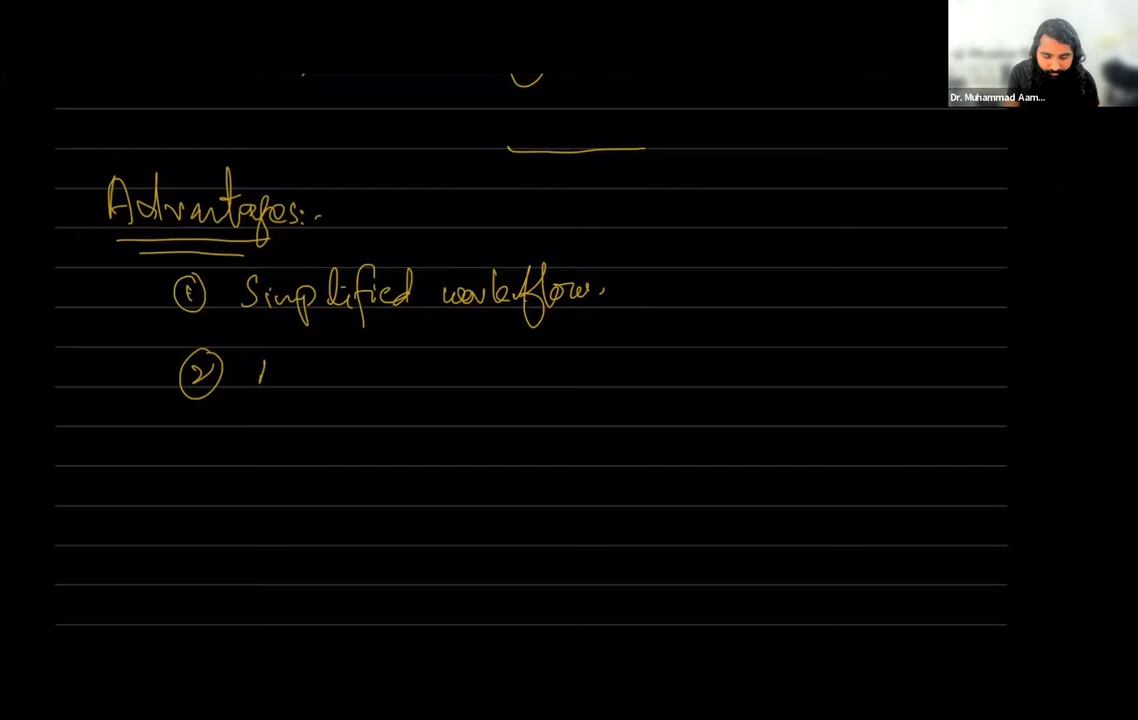 Dr. Muhammad Aam...
Advantages:-
① Simplified workflow.
②